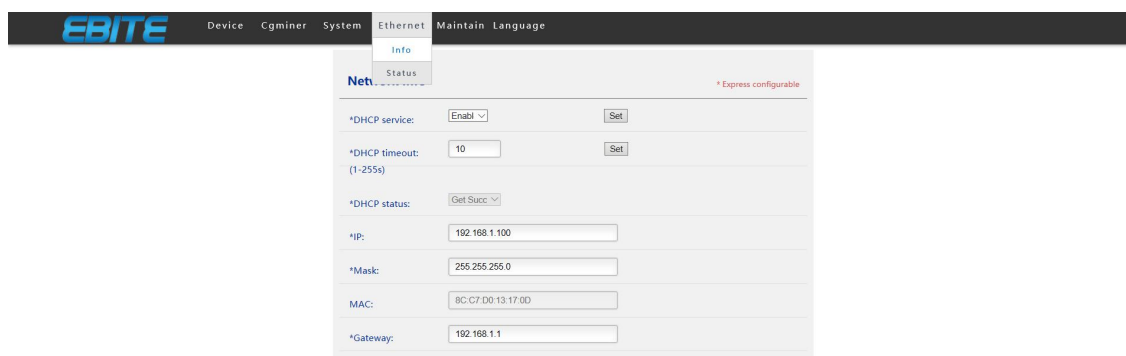 EBITE Device Cgminer System Ethernet Maintain Language
Info
Status
* Express configurable
*DHCP service: Enabl Set
*DHCP timeout: 10 Set
(1-255s)
*DHCP status: Get Succ
*IP: 192.168.1.100
*Mask: 255.255.255.0
MAC: 8C:C7:D0:13:17:0D
*Gateway: 192.168.1.1